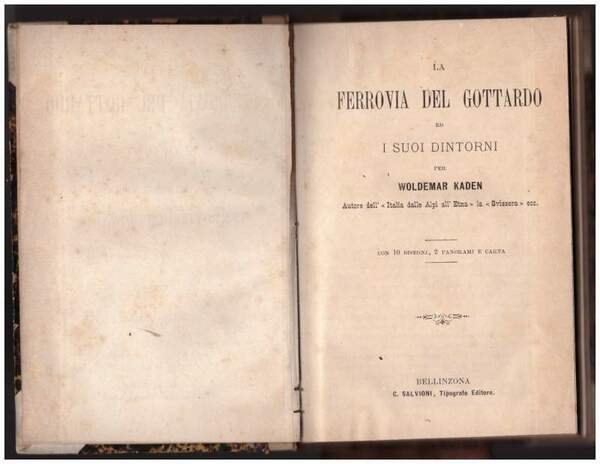 LA
FERROVIA DEL GOTTARDO
ED
I SUOI DINTORNI
PER
WOLDEMAR KADEN
Autore dell' « Italia dalle Alpi all' Etna » la « Svizzera » ecc.
CON 10 DISEGNI, 2 PANORAMI E CARTA
BELLINZONA
C. SALVIONI, Tipografo Editore.